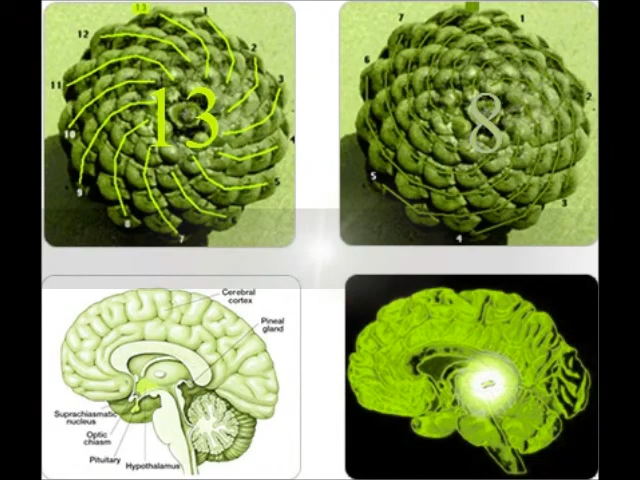 13
1
2
3
4
5
7
8
9
10
11
12
13
7
1
6
2
5
3
4
8
Cerebral
cortex
Pineal
gland
Suprachiasmatic
nucleus
Optic
chiasm
Pituitary
Hypothalamus